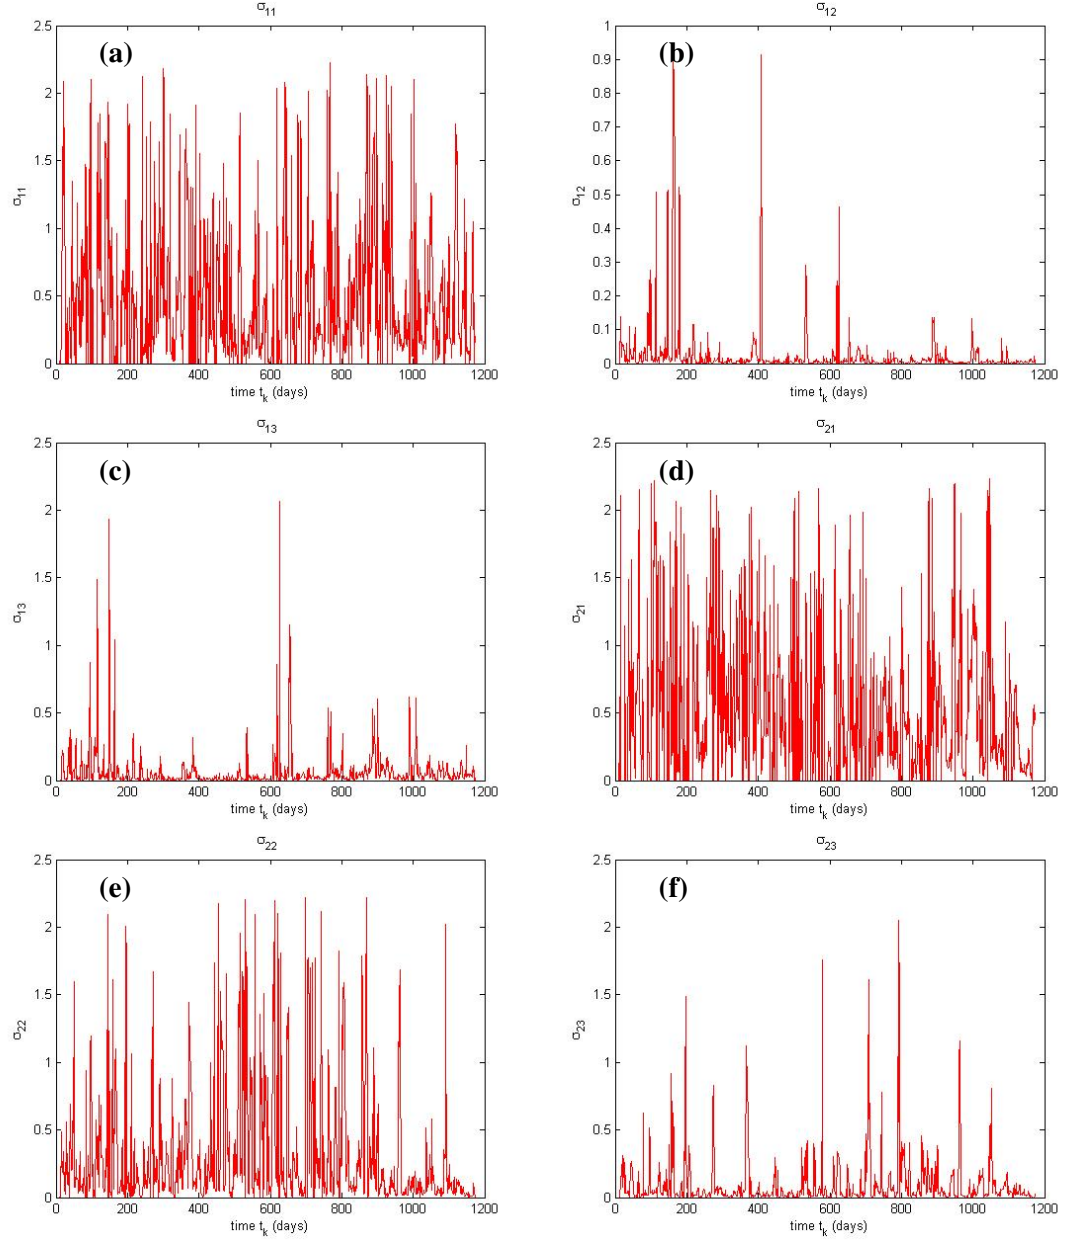 σ11 σ12
(a) (b)
2.5 2 1.5 1 0.5 0
σ11
0 200 400 600 800 1000 1200
time tk (days)
1 0.9 0.8 0.7 0.6 0.5 0.4 0.3 0.2 0.1 0
σ12
0 200 400 600 800 1000 1200
time tk (days)
σ13 σ21
(c) (d)
2.5 2 1.5 1 0.5 0
σ13
0 200 400 600 800 1000 1200
time tk (days)
2.5 2 1.5 1 0.5 0
σ21
0 200 400 600 800 1000 1200
time tk (days)
σ22 σ23
(e) (f)
2.5 2 1.5 1 0.5 0
σ22
0 200 400 600 800 1000 1200
time tk (days)
2.5 2 1.5 1 0.5 0
σ23
0 200 400 600 800 1000 1200
time tk (days)